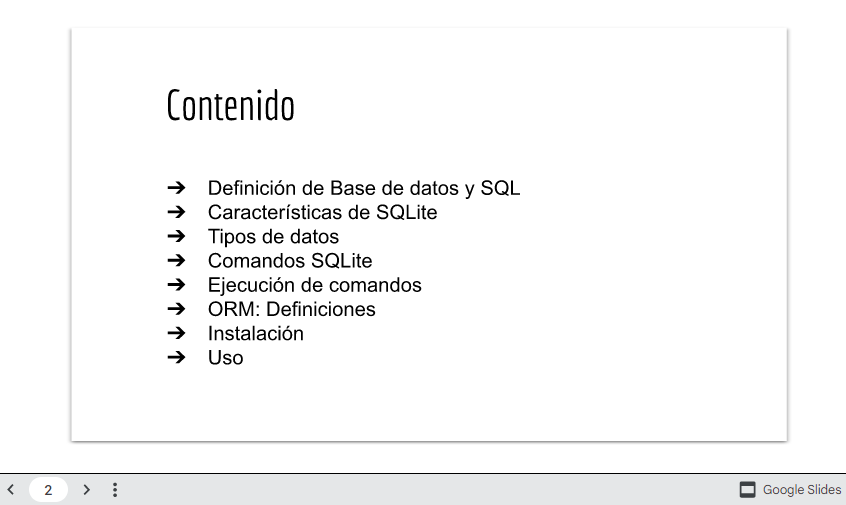 Contenido
➔ Definición de Base de datos y SQL
➔ Características de SQLite
➔ Tipos de datos
➔ Comandos SQLite
➔ Ejecución de comandos
➔ ORM: Definiciones
➔ Instalación
➔ Uso
2
Google Slides